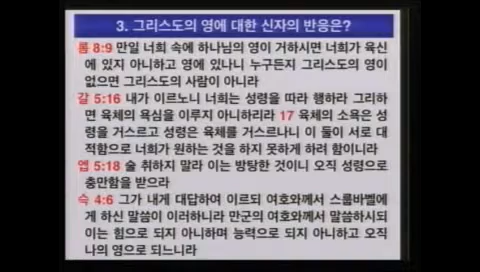 3. 그리스도의 영에 대한 신자의 반응은?
롬 8:9 만일 너희 속에 하나님의 영이 거하시면 너희가 육신
에 있지 아니하고 영에 있나니 누구든지 그리스도의 영이
없으면 그리스도의 사람이 아니라
갈 5:16 내가 이르노니 너희는 성령을 따라 행하라 그리하
면 육체의 욕심을 이루지 아니하리라 17 육체의 소욕은 성
령을 거스르고 성령은 육체를 거스르나니 이 둘이 서로 대
적함으로 너희가 원하는 것을 하지 못하게 하려 함이니라
엡 5:18 술 취하지 말라 이는 방탕한 것이니 오직 성령으로
충만함을 받으라
슥 4:6 그가 내게 대답하여 이르되 여호와께서 스룹바벨에
게 하신 말씀이 이러하니라 만군의 여호와께서 말씀하시되
이는 힘으로 되지 아니하며 능력으로 되지 아니하고 오직
나의 영으로 되느니라